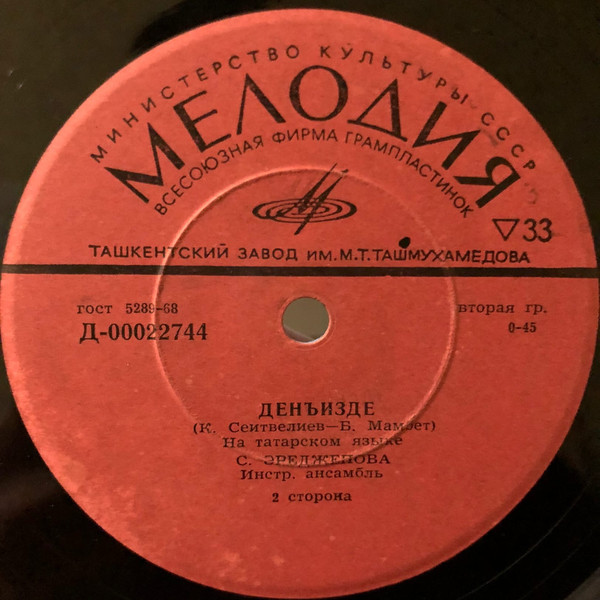 МИНИСТЕРСТВО КУЛЬТУРЫ СССР
МЕЛОДИЯ
ВСЕСОЮЗНАЯ ФИРМА ГРАМПЛАСТИНОК
▽33
ТАШКЕНТСКИЙ ЗАВОД ИМ.М.Т.ТАШМУХАМЕДОВА
гост 5289-68
вторая гр.
Д-00022744
0-45
ДЕНЪИЗДЕ
(К. Сеитвелиев—Б. Мамбет)
На татарском языке
С. ЭРЕДЖЕПОВА
Инстр. ансамбль
2 сторона